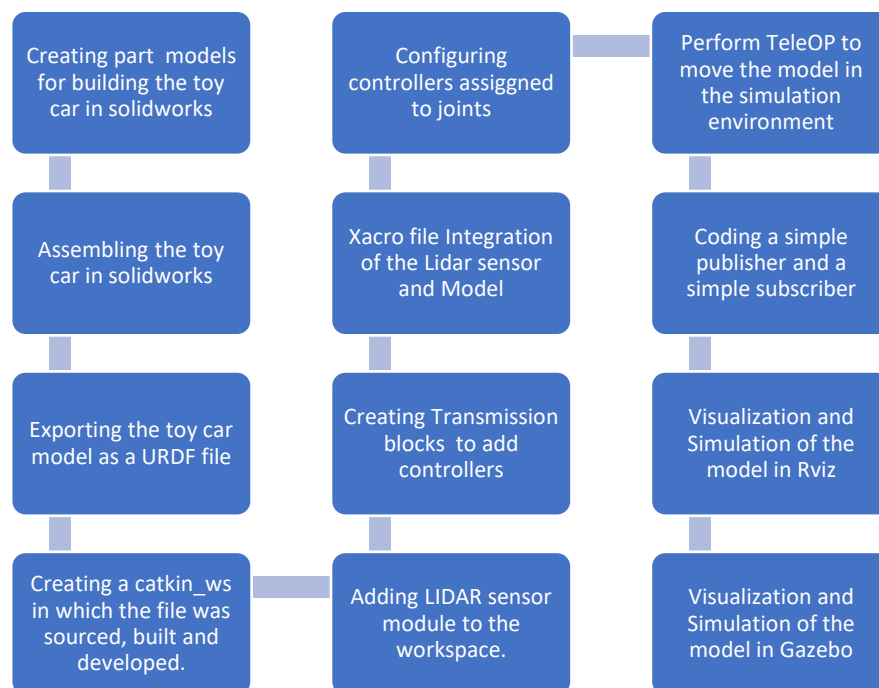 Creating part models
for building the toy
car in solidworks
Assembling the toy
car in solidworks
Exporting the toy car
model as a URDF file
Creating a catkin_ws
in which the file was
sourced, built and
developed.
Adding LIDAR sensor
module to the
workspace.
Creating Transmission
blocks to add
controllers
Xacro file Integration
of the Lidar sensor
and Model
Configuring
controllers assiggned
to joints
Perform TeleOP to
move the model in
the simulation
environment
Coding a simple
publisher and a
simple subscriber
Visualization and
Simulation of the
model in Rviz
Visualization and
Simulation of the
model in Gazebo